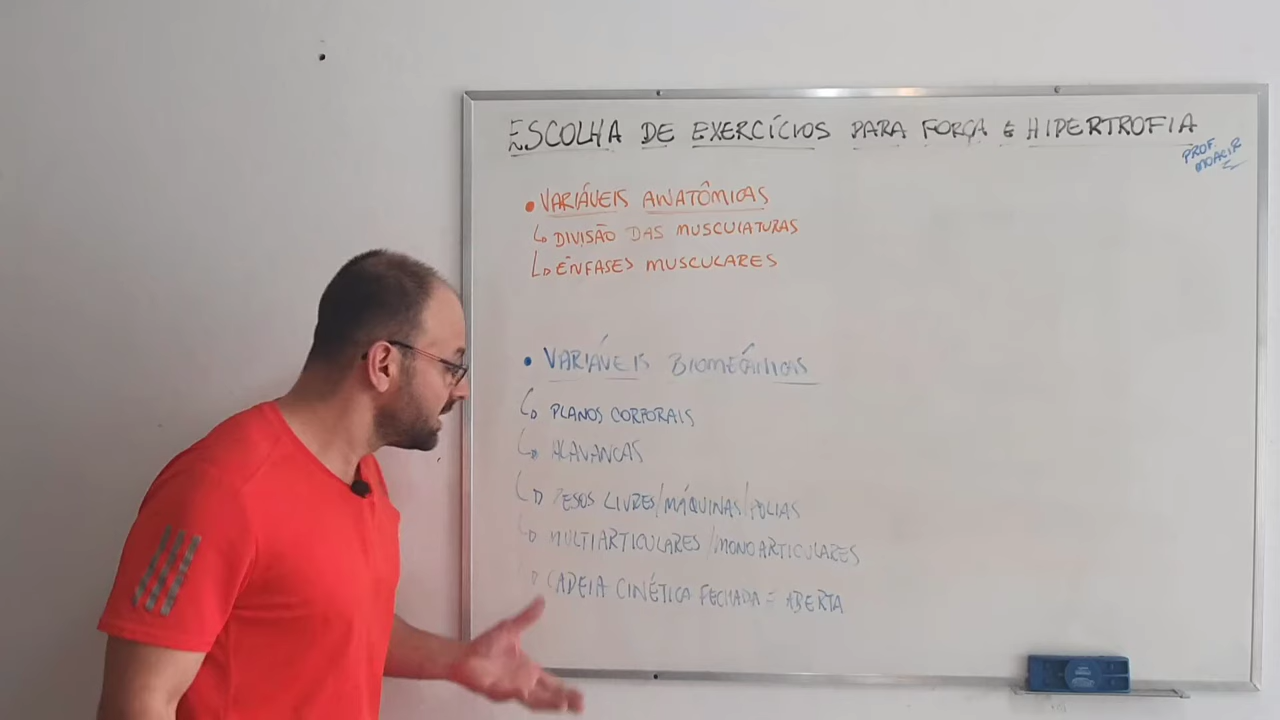 ESCOLHA DE EXERCÍCIOS PARA FORÇA E HIPERTROFIA
PROF. MOACIR
• VARIÁVEIS ANATÔMICAS
DIVISÃO DAS MUSCULATURAS
ÊNFASES MUSCULARES
• VARIÁVEIS BIOMECÂNICAS
PLANOS CORPORAIS
ALAVANCAS
PESOS LIVRES/MÁQUINAS/POLIAS
MULTIARTICULARES/MONOARTICULARES
CADEIA CINÉTICA FECHADA E ABERTA